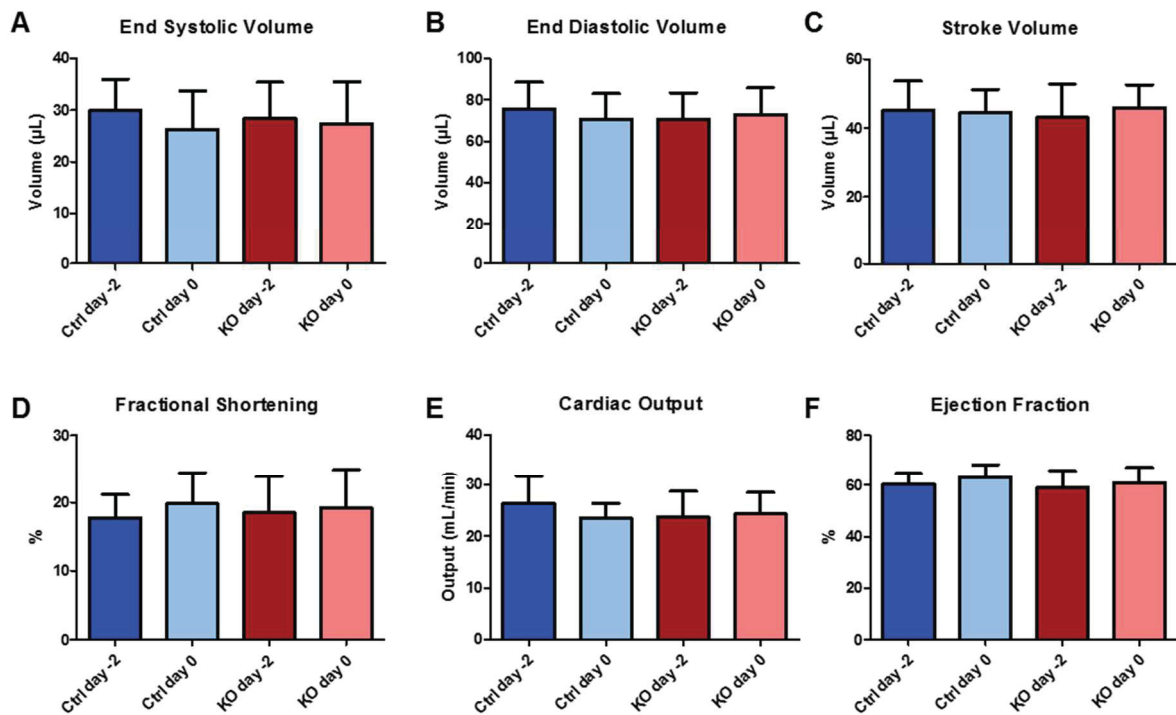 A
End Systolic Volume
Volume (µL)
40
30
20
10
0
Ctrl day -2
Ctrl day 0
KO day -2
KO day 0
B
End Diastolic Volume
Volume (µL)
100
80
60
40
20
0
Ctrl day -2
Ctrl day 0
KO day -2
KO day 0
C
Stroke Volume
Volume (µL)
60
40
20
0
Ctrl day -2
Ctrl day 0
KO day -2
KO day 0
D
Fractional Shortening
%
30
20
10
0
Ctrl day -2
Ctrl day 0
KO day -2
KO day 0
E
Cardiac Output
Output (mL/min)
40
30
20
10
0
Ctrl day -2
Ctrl day 0
KO day -2
KO day 0
F
Ejection Fraction
%
80
60
40
20
0
Ctrl day -2
Ctrl day 0
KO day -2
KO day 0